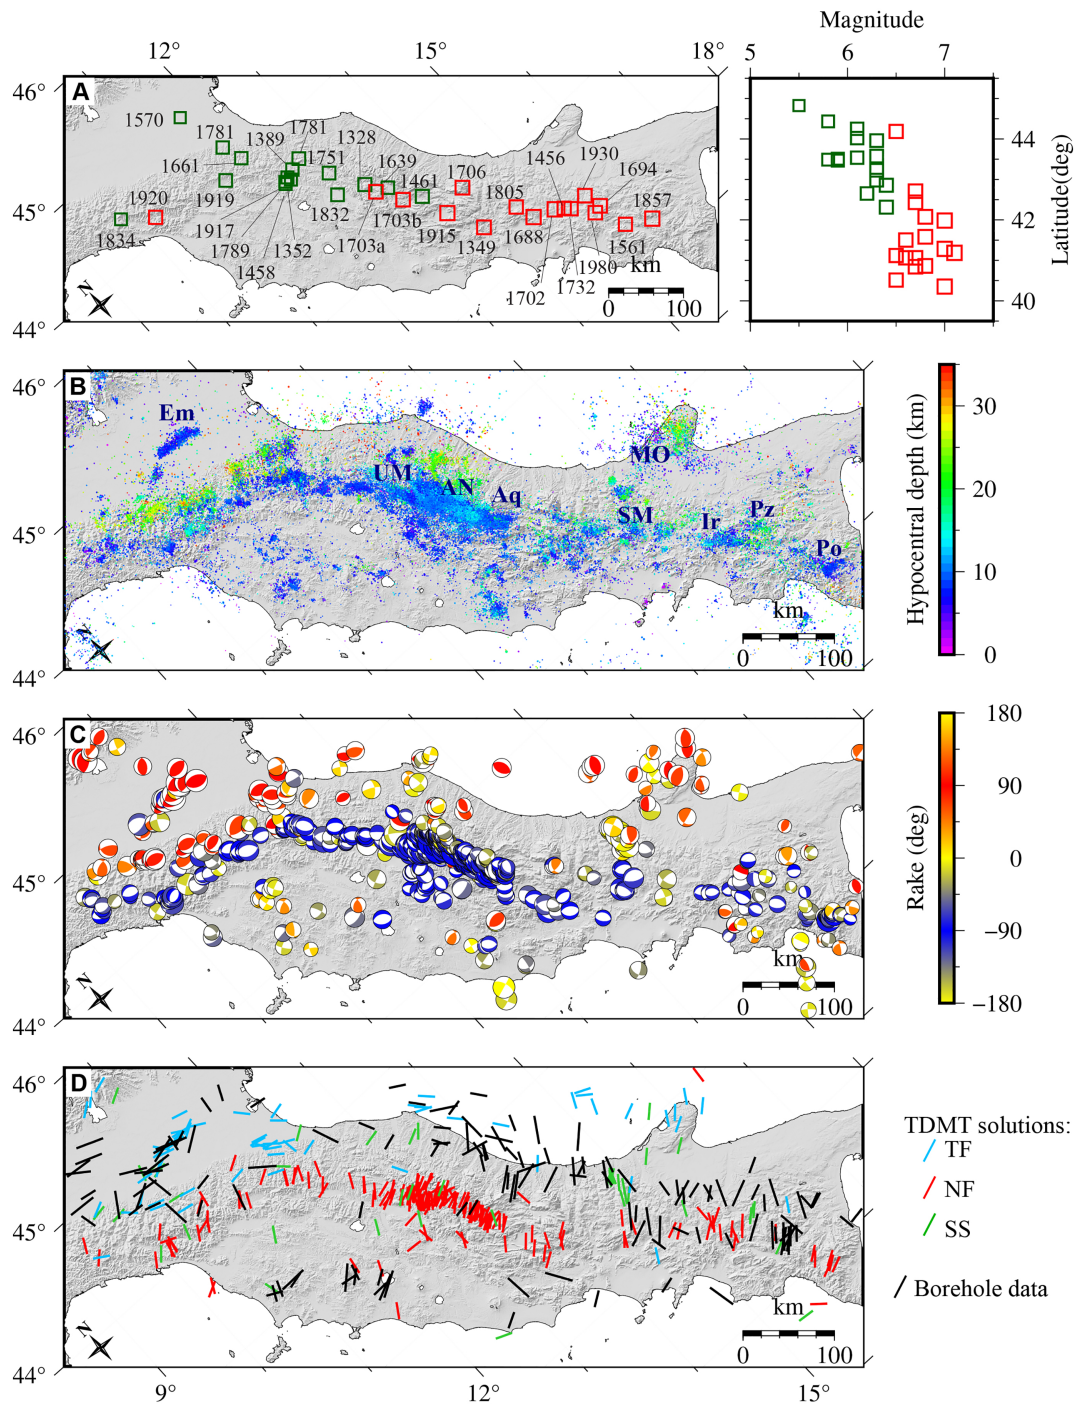 Magnitude
12° 15° 18° 5 6 7
46°
A
1570
1781
1389
1781
1328
1661
1751
1639
1456
1930
1706
1694
1461
1805
1857
1919
1920
1832
1703b
1917
1834
1789
1703a
1915
1349
1688
1561
1458
1352
1980
1702
1732
45°
44°
km
0 100
N
44
42
40
Latitude(deg)
46°
B
Em
UM
AN
Aq
MO
SM
Ir
Pz
Po
45°
44°
km
0 100
N
30
20
10
0
Hypocentral depth (km)
46°
C
45°
44°
km
0 100
N
180
90
0
−90
−180
Rake (deg)
46°
D
45°
44°
km
0 100
N
9° 12° 15°
TDMT solutions:
TF
NF
SS
Borehole data